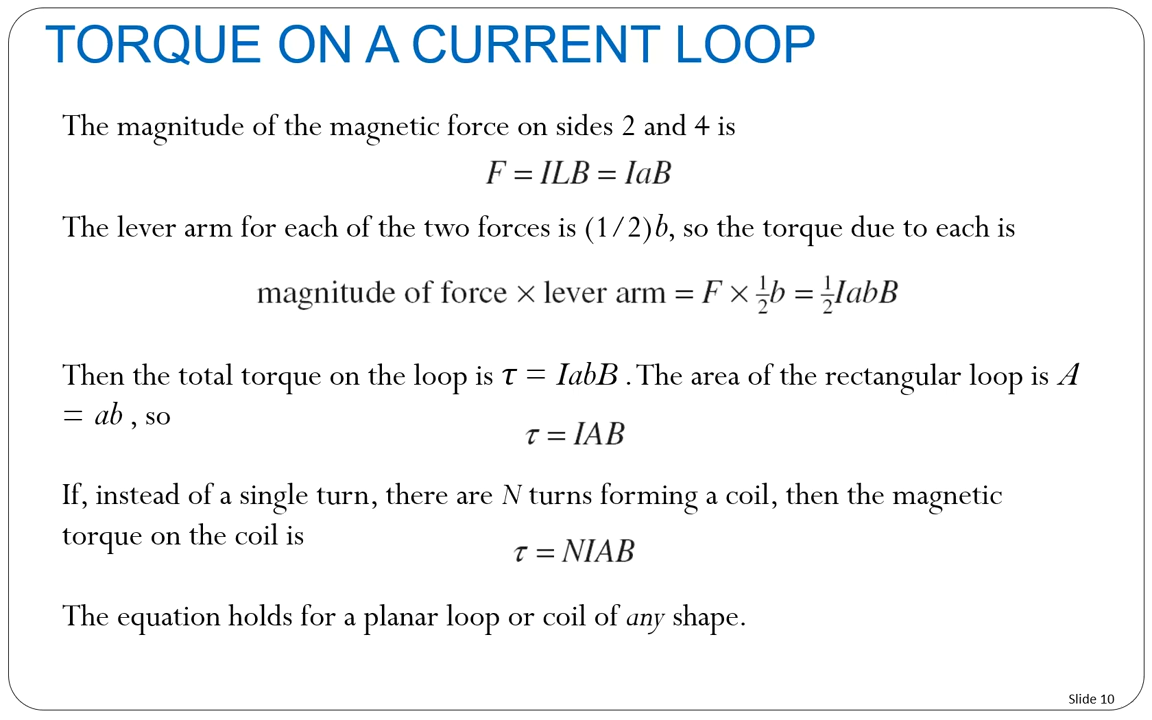 TORQUE ON A CURRENT LOOP
The magnitude of the magnetic force on sides 2 and 4 is
F = ILB = IaB
The lever arm for each of the two forces is (1/2)b, so the torque due to each is
magnitude of force × lever arm = F × ½b = ½IabB
Then the total torque on the loop is τ = IabB . The area of the rectangular loop is A
= ab , so
τ = IAB
If, instead of a single turn, there are N turns forming a coil, then the magnetic
torque on the coil is
τ = NIAB
The equation holds for a planar loop or coil of any shape.
Slide 10